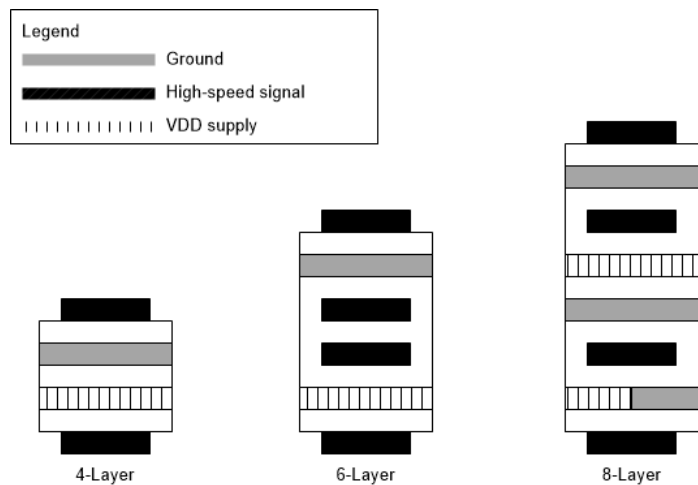 Legend
Ground
High-speed signal
VDD supply
4-Layer
6-Layer
8-Layer